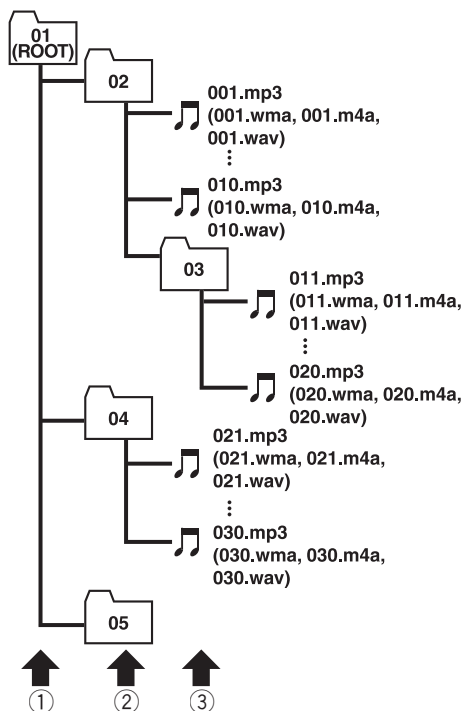 01
(ROOT)
02
001.mp3
(001.wma, 001.m4a,
001.wav)
010.mp3
(010.wma, 010.m4a,
010.wav)
03
011.mp3
(011.wma, 011.m4a,
011.wav)
020.mp3
(020.wma, 020.m4a,
020.wav)
04
021.mp3
(021.wma, 021.m4a,
021.wav)
030.mp3
(030.wma, 030.m4a,
030.wav)
05
① ② ③